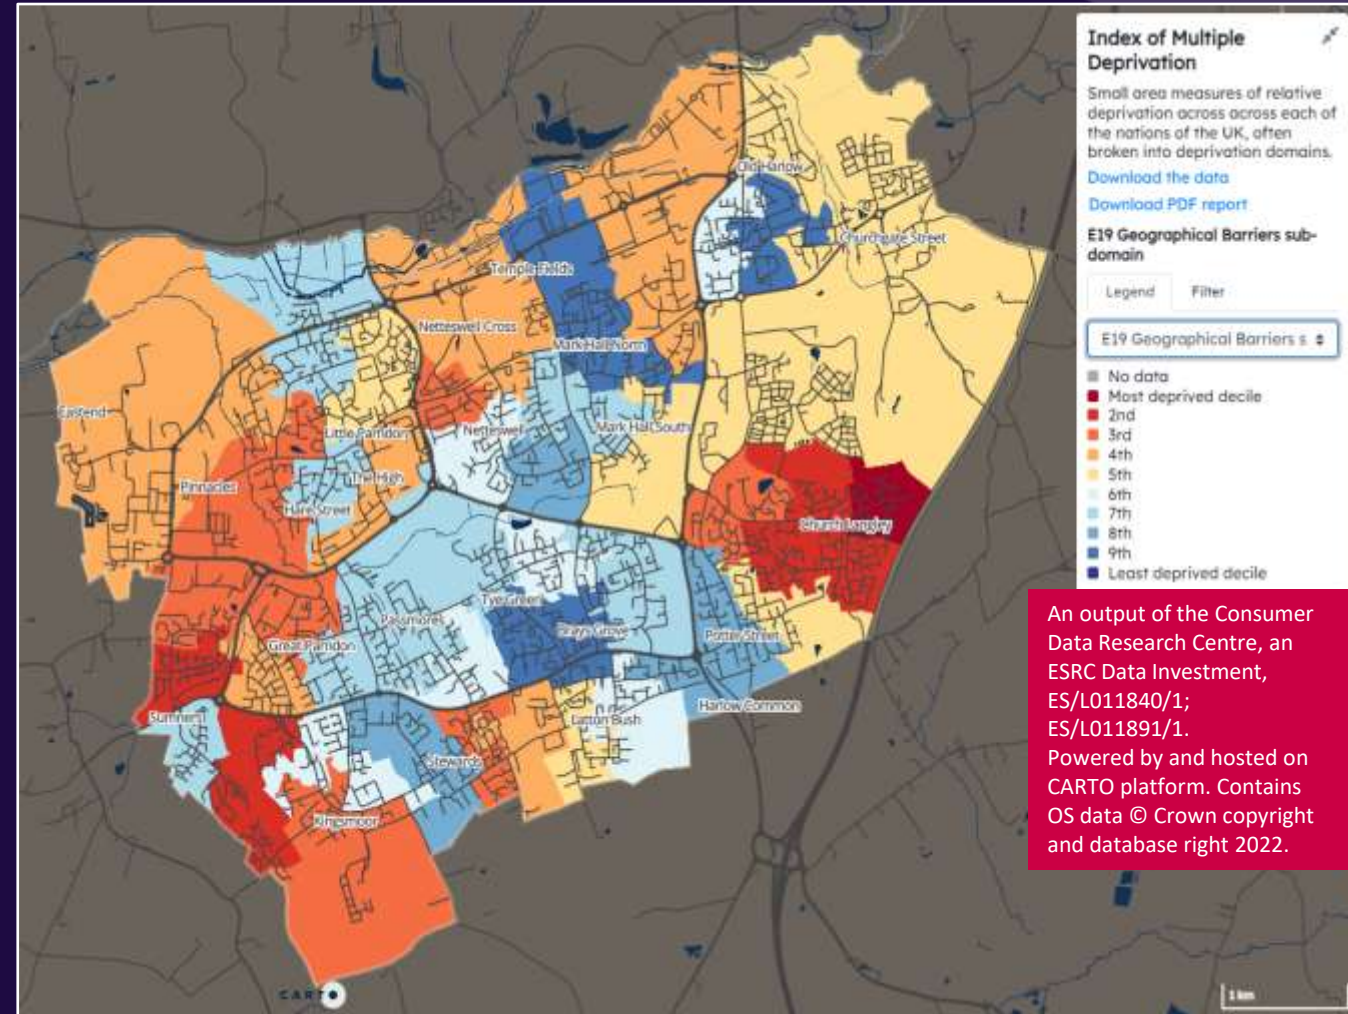 Index of Multiple
Deprivation
Small area measures of relative
deprivation across across each of
the nations of the UK, often
broken into deprivation domains.
Download the data
Download PDF report
E19 Geographical Barriers sub-
domain
Legend Filter
E19 Geographical Barriers s
No data
Most deprived decile
2nd
3rd
4th
5th
6th
7th
8th
9th
Least deprived decile
An output of the Consumer
Data Research Centre, an
ESRC Data Investment,
ES/L011840/1;
ES/L011891/1.
Powered by and hosted on
CARTO platform. Contains
OS data © Crown copyright
and database right 2022.
Old Harlow
Churchgate Street
Temple Fields
Netteswell Cross
Mark Hall North
Eastend
Little Parndon
Netteswell
Mark Hall South
Pinnacles
The High
Hare Street
Church Langley
Tye Green
Passmores
Brays Grove
Potter Street
Great Parndon
Sumners
Latton Bush
Harlow Common
Stewards
Kingsmoor
CARTO
1 km